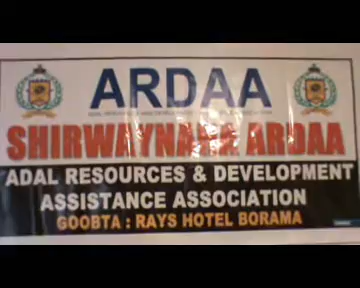 ARDAA
SHIRWAYNAHA ARDAA
ADAL RESOURCES & DEVELOPMENT
ASSISTANCE ASSOCIATION
GOOBTA : RAYS HOTEL BORAMA